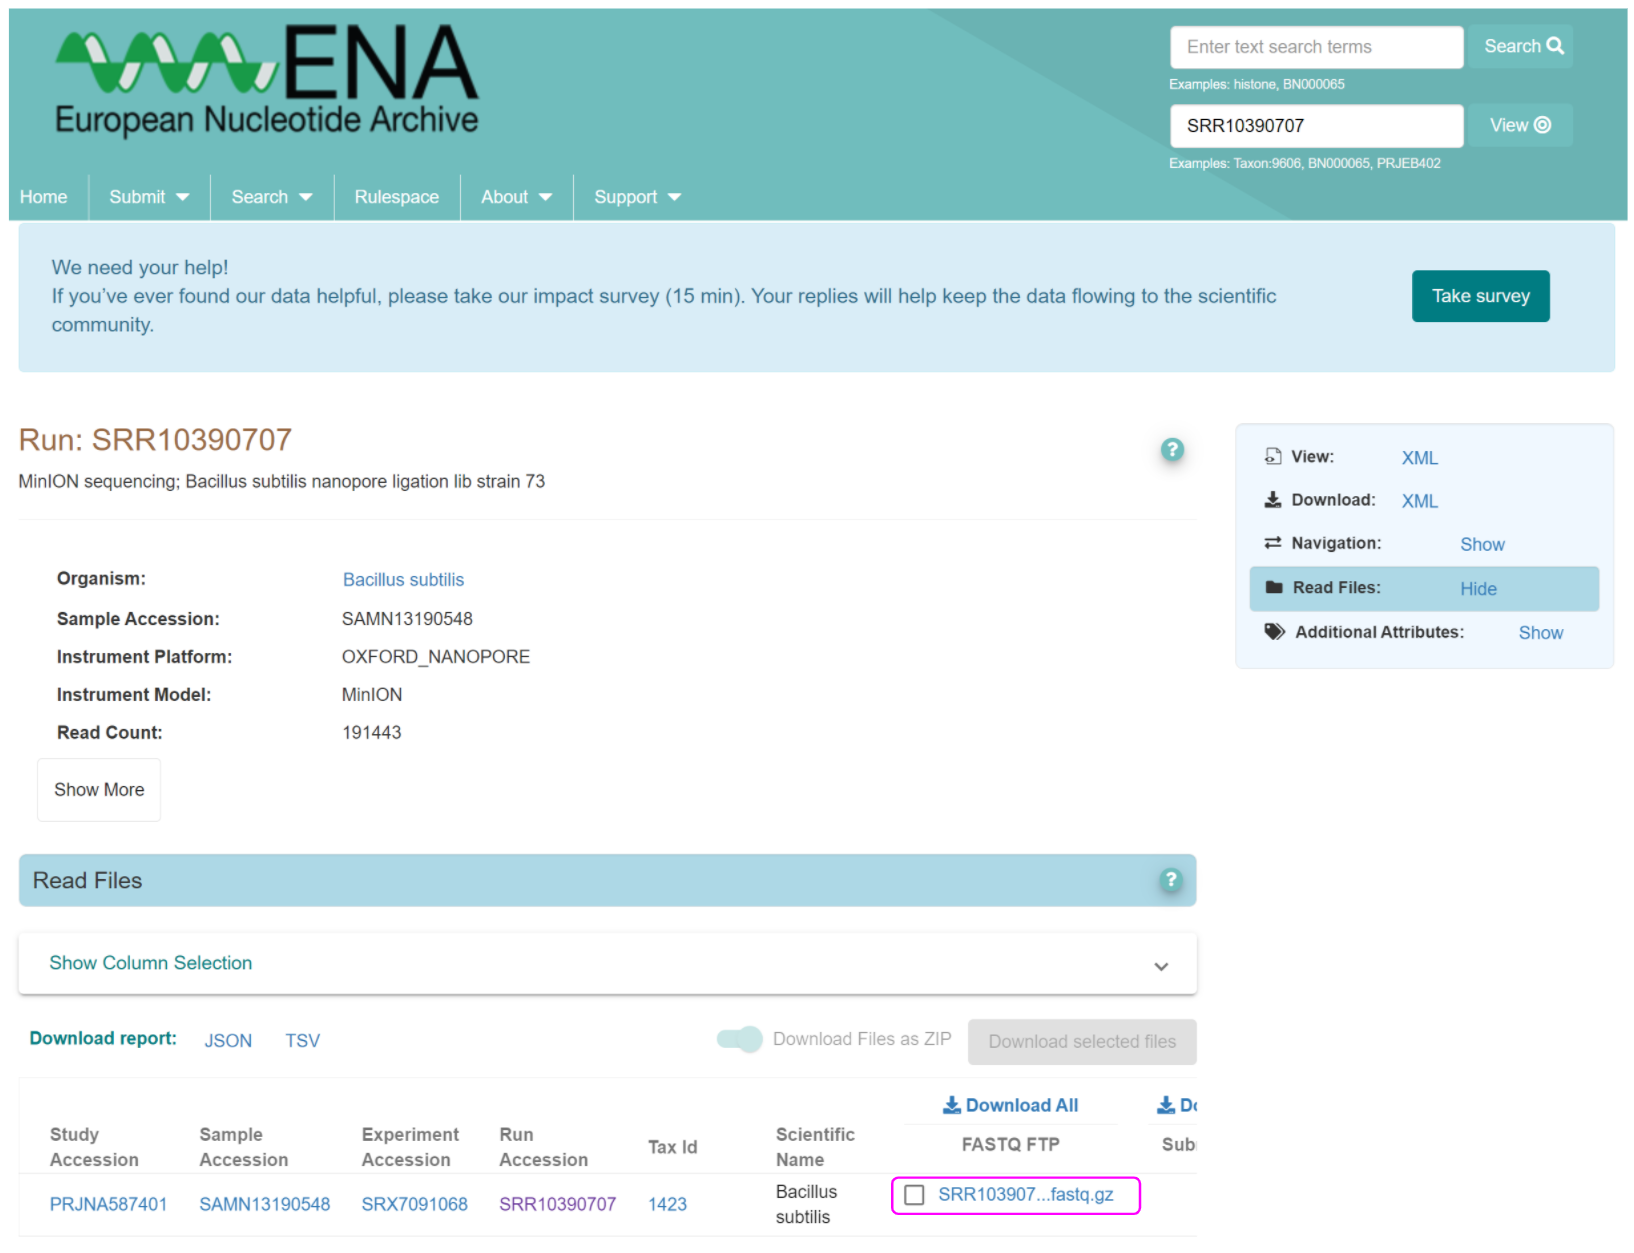 ENA
European Nucleotide Archive
Enter text search terms
Search
Examples: histone, BN000065
SRR10390707
View
Examples: Taxon:9606, BN000065, PRJEB402
Home
Submit
Search
Rulespace
About
Support
We need your help!
If you've ever found our data helpful, please take our impact survey (15 min). Your replies will help keep the data flowing to the scientific
community.
Take survey
Run: SRR10390707
?
MinION sequencing; Bacillus subtilis nanopore ligation lib strain 73
View: XML
Download: XML
Navigation: Show
Read Files: Hide
Additional Attributes: Show
Organism: Bacillus subtilis
Sample Accession: SAMN13190548
Instrument Platform: OXFORD_NANOPORE
Instrument Model: MinION
Read Count: 191443
Show More
Read Files
?
Show Column Selection
Download report: JSON TSV
Download Files as ZIP
Download selected files
Download All
Study
Accession
Sample
Accession
Experiment
Accession
Run
Accession
Tax Id
Scientific
Name
FASTQ FTP
PRJNA587401
SAMN13190548
SRX7091068
SRR10390707
1423
Bacillus
subtilis
SRR103907...fastq.gz